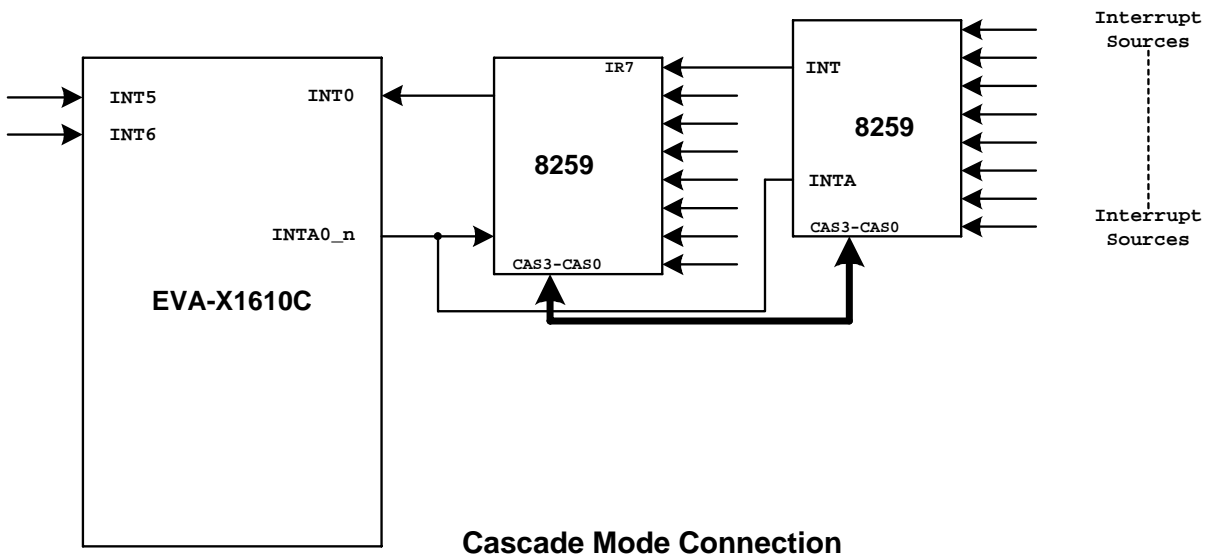 Interrupt
Sources
IR7
INT
INT5
INT0
INT6
8259
8259
INTA
Interrupt
Sources
CAS3-CAS0
INTA0_n
CAS3-CAS0
EVA-X1610C
Cascade Mode Connection